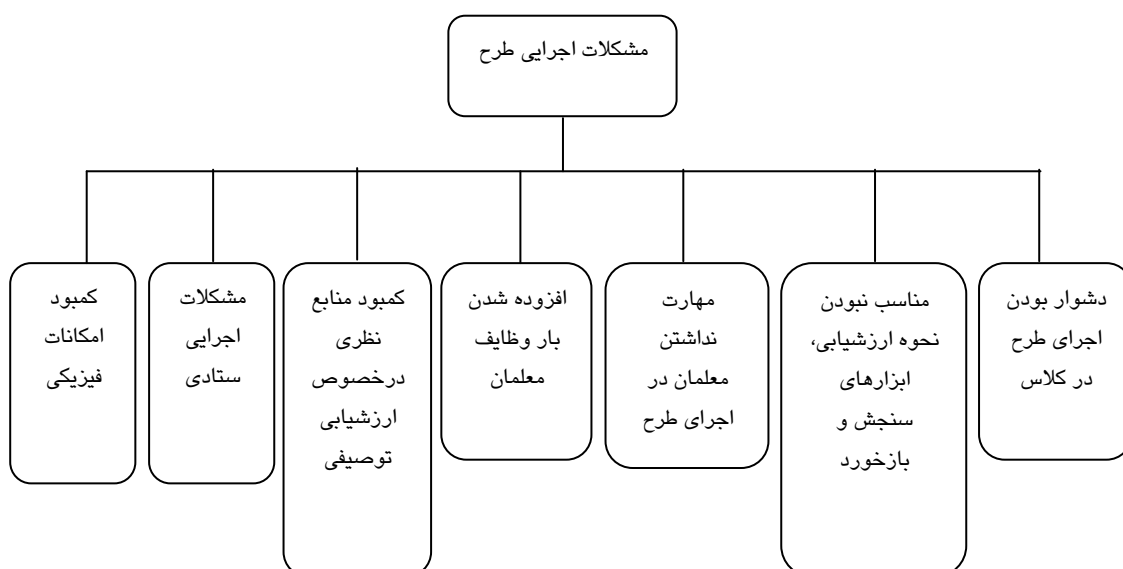 مشکلات اجرایی طرح
دشوار بودن
اجرای طرح
در کلاس
مناسب نبودن
نحوه ارزشیابی،
ابزارهای
سنجش و
بازخورد
مهارت
نداشتن
معلمان در
اجرای طرح
افزوده شدن
بار وظایف
معلمان
کمبود منابع
نظری
درخصوص
ارزشیابی
توصیفی
مشکلات
اجرایی
ستادی
کمبود
امکانات
فیزیکی